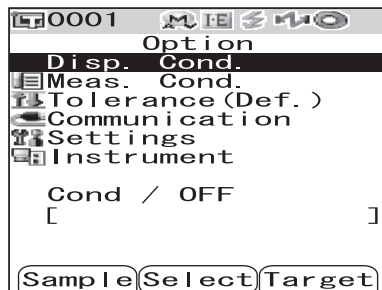 0001 M I·E
Option
Disp. Cond.
Meas. Cond.
Tolerance(Def.)
Communication
Settings
Instrument
Cond / OFF
[ ]
Sample Select Target